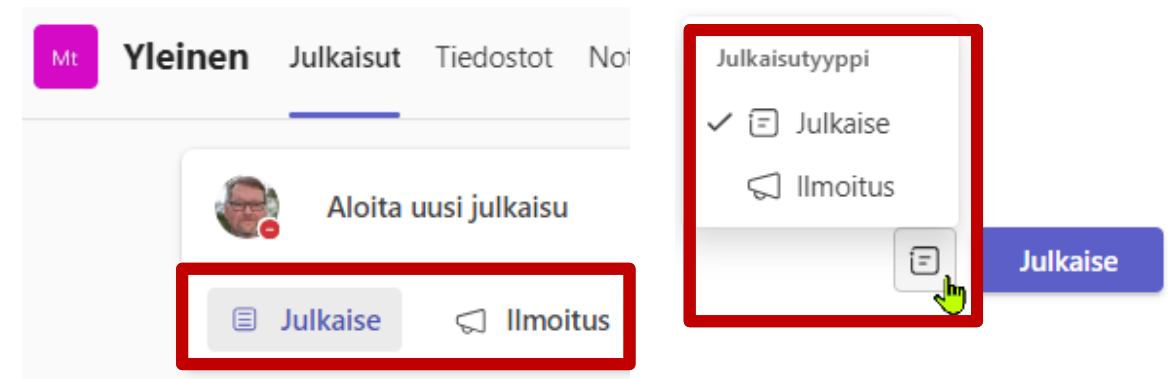 Mt Yleinen Julkaisut Tiedostot
Aloita uusi julkaisu
Julkaise Ilmoitus
Julkaisutyyppi
Julkaise
Ilmoitus
Julkaise